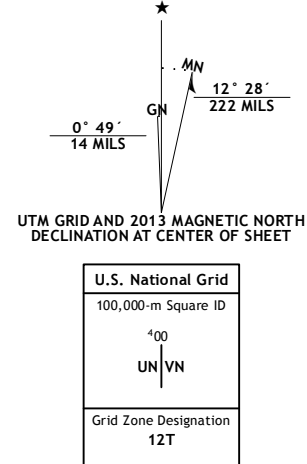 ★
MN
GN
12° 28´
222 MILS
0° 49´
14 MILS
UTM GRID AND 2013 MAGNETIC NORTH
DECLINATION AT CENTER OF SHEET
U.S. National Grid
100,000-m Square ID
⁴00
UN VN
Grid Zone Designation
12T